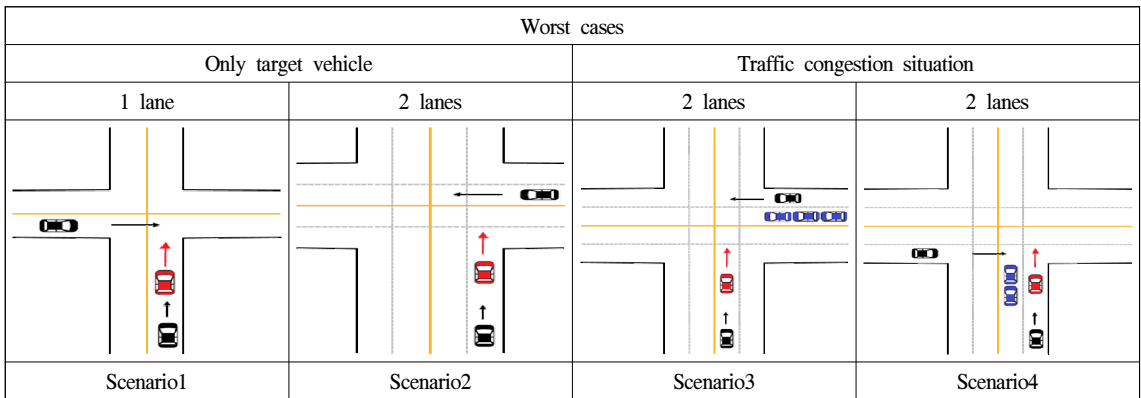 Worst cases
Only target vehicle
Traffic congestion situation
1 lane
2 lanes
2 lanes
2 lanes
Scenario1
Scenario2
Scenario3
Scenario4